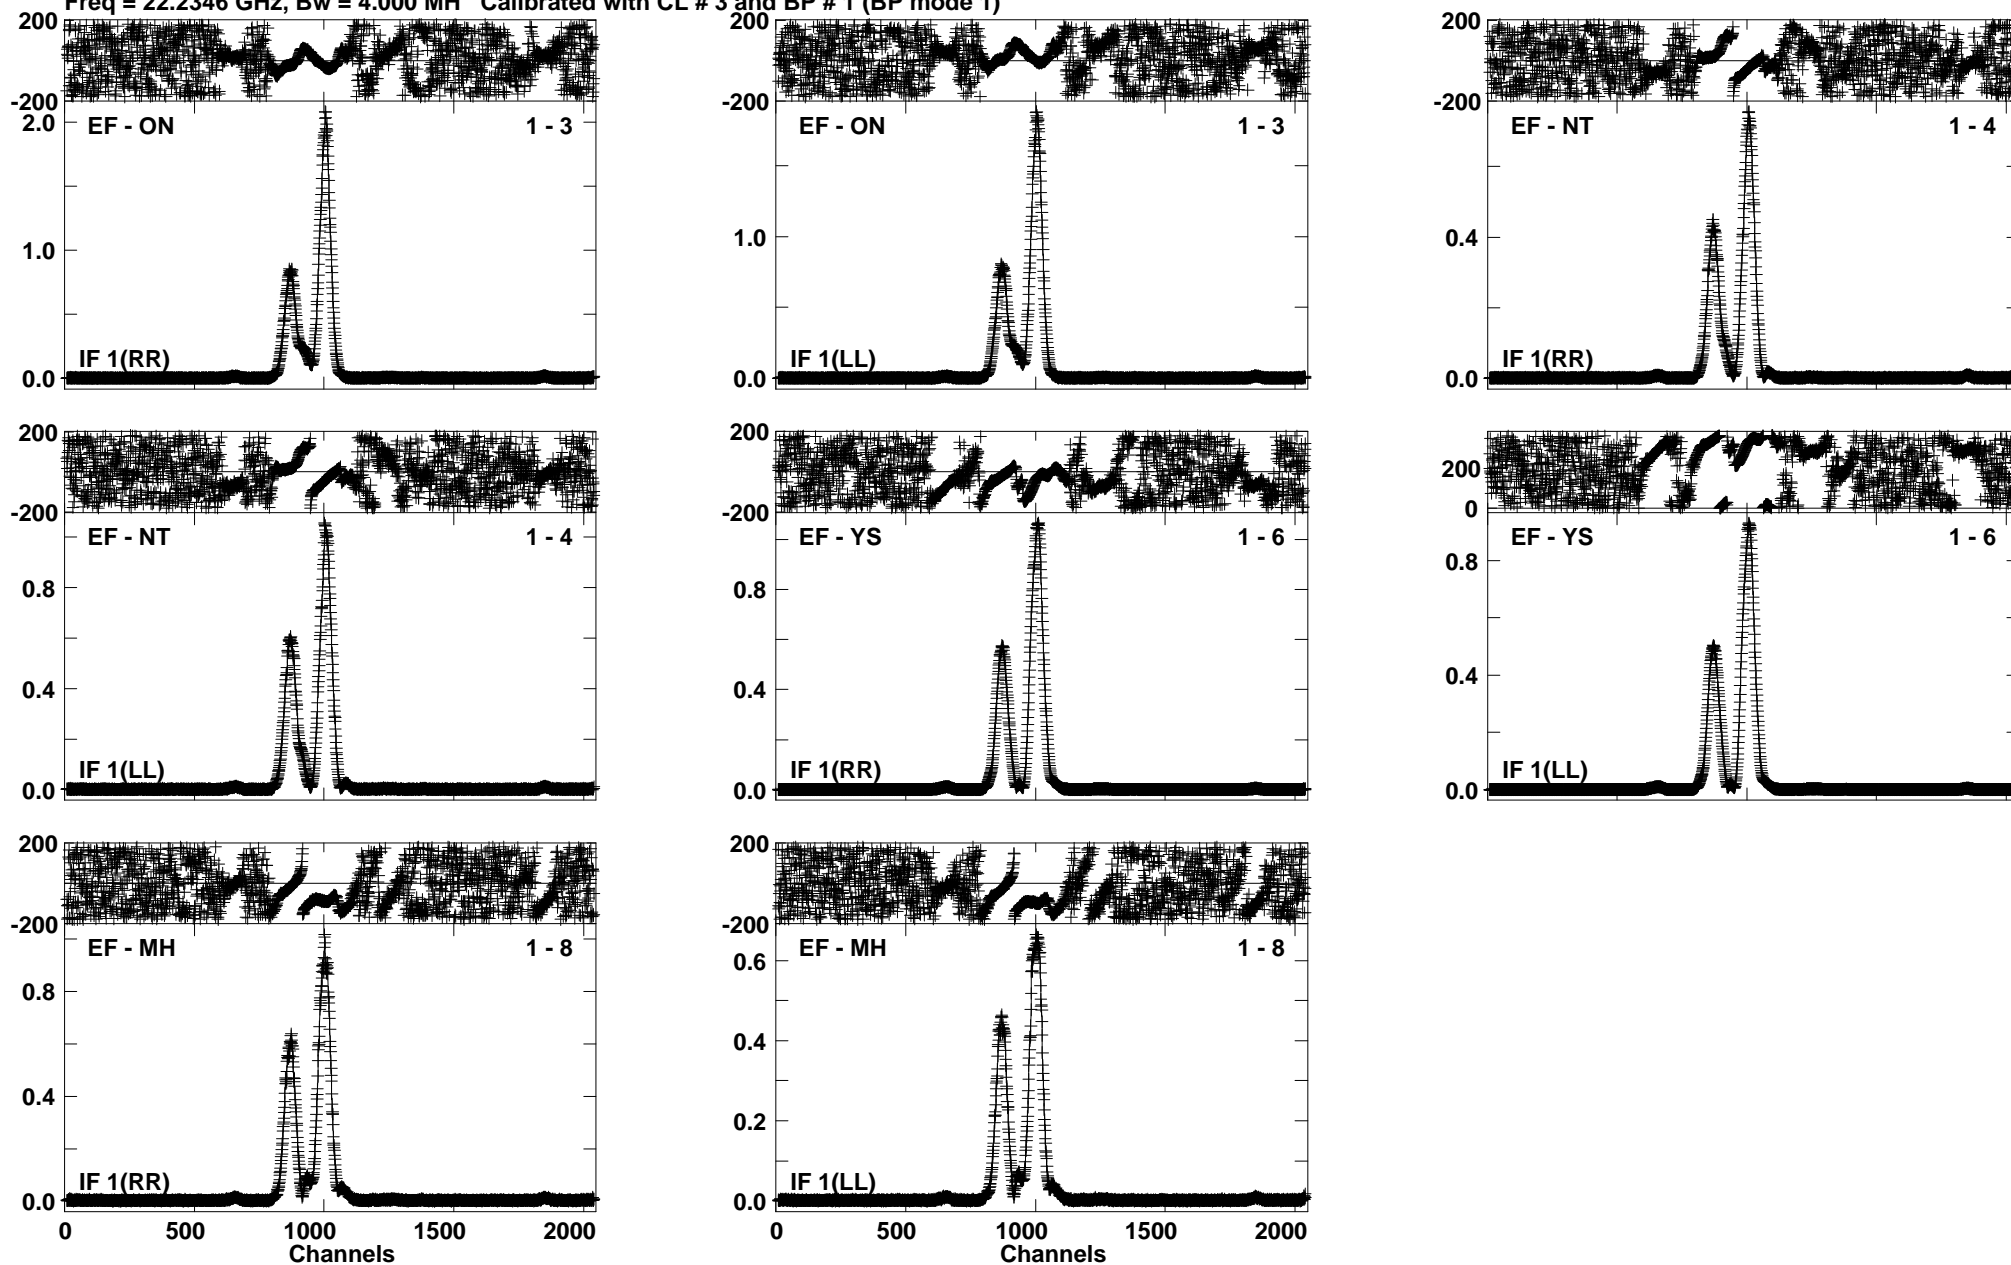 Freq = 22.2346 GHz, Bw = 4.000 MH Calibrated with CL # 3 and BP # 1 (BP mode 1)
200
-200
2.0
1.0
0.0
EF - ON
1 - 3
IF 1(RR)
200
-200
1.0
0.0
EF - ON
1 - 3
IF 1(LL)
200
-200
0.4
0.0
EF - NT
1 - 4
IF 1(RR)
200
-200
0.8
0.4
0.0
EF - NT
1 - 4
IF 1(LL)
200
-200
0.8
0.4
0.0
EF - YS
1 - 6
IF 1(RR)
200
0
0.8
0.4
0.0
EF - YS
1 - 6
IF 1(LL)
200
-200
0.8
0.4
0.0
EF - MH
1 - 8
IF 1(RR)
0 500 1000 1500 2000
Channels
200
-200
0.6
0.4
0.2
0.0
EF - MH
1 - 8
IF 1(LL)
0 500 1000 1500 2000
Channels